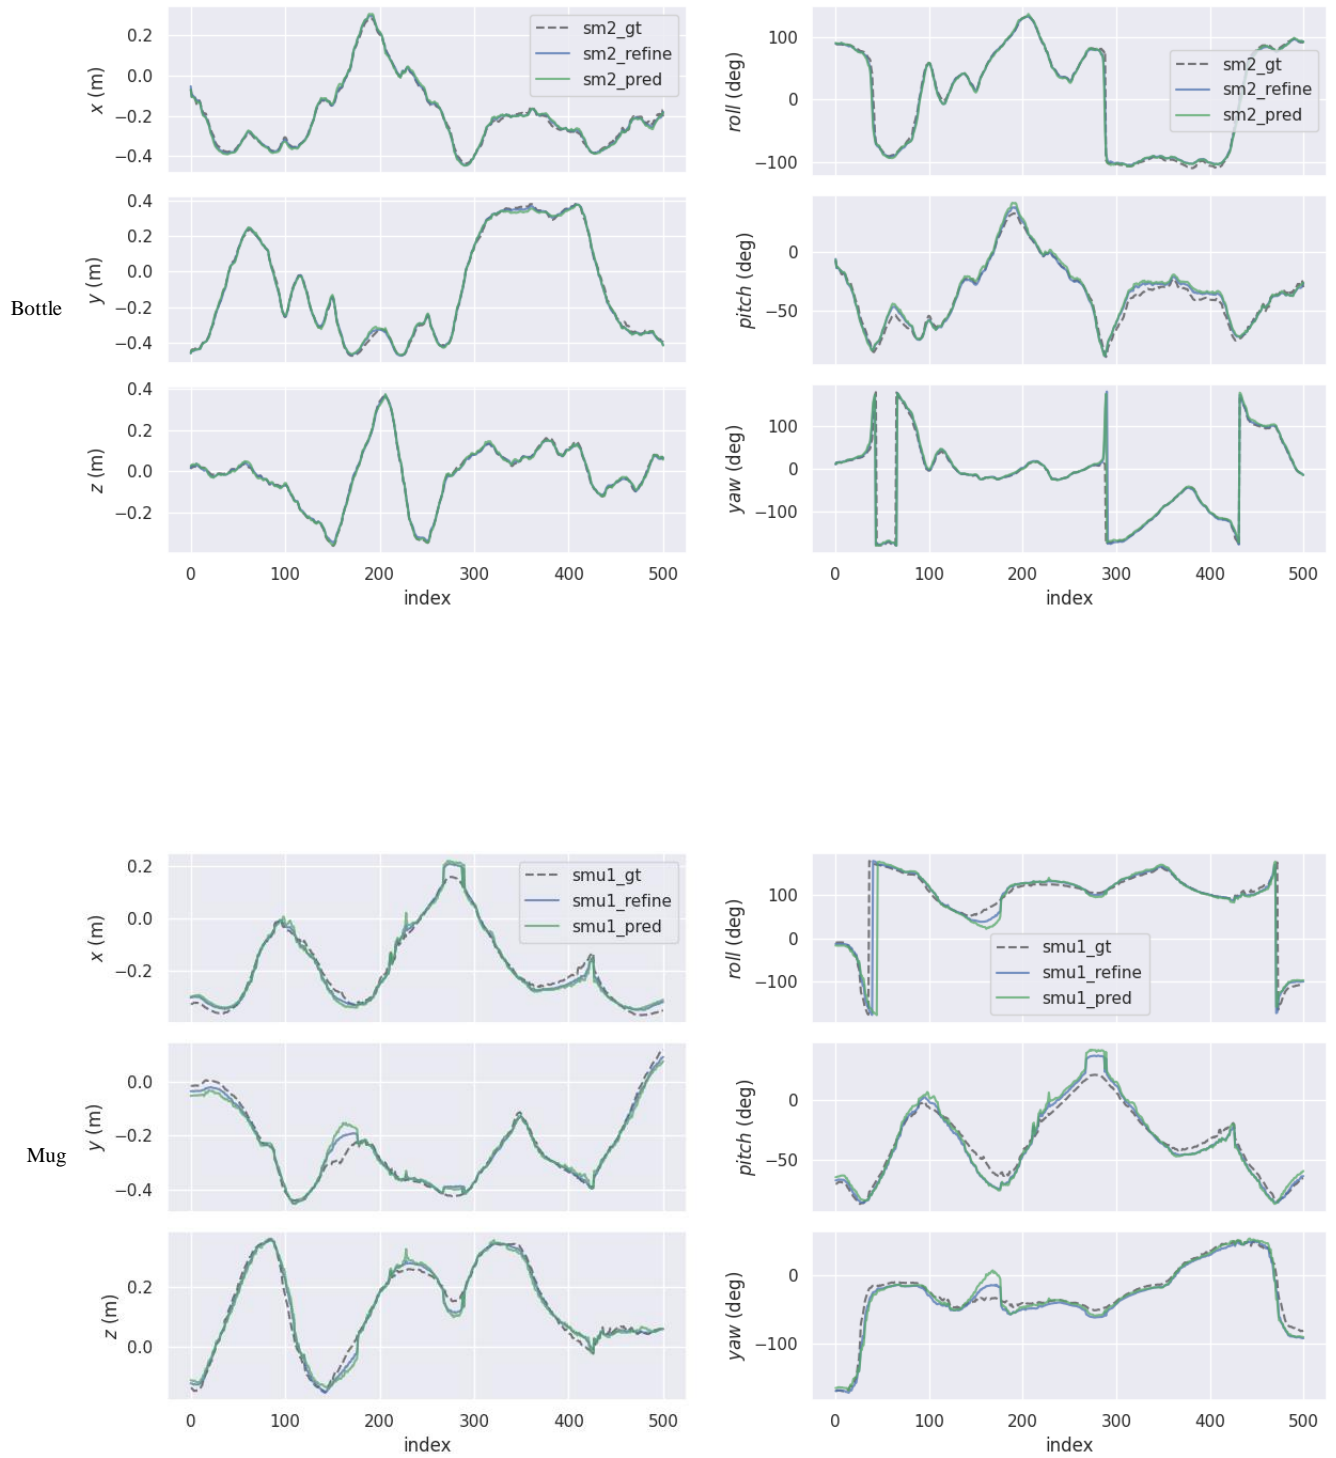 Bottle
x (m)
0.2
0.0
−0.2
−0.4
sm2_gt
sm2_refine
sm2_pred
y (m)
0.4
0.2
0.0
−0.2
−0.4
z (m)
0.4
0.2
0.0
−0.2
0 100 200 300 400 500
index
roll (deg)
100
0
−100
sm2_gt
sm2_refine
sm2_pred
pitch (deg)
0
−50
yaw (deg)
100
0
−100
0 100 200 300 400 500
index
Mug
x (m)
0.2
0.0
−0.2
smu1_gt
smu1_refine
smu1_pred
y (m)
0.0
−0.2
−0.4
z (m)
0.2
0.0
0 100 200 300 400 500
index
roll (deg)
100
0
−100
smu1_gt
smu1_refine
smu1_pred
pitch (deg)
0
−50
yaw (deg)
0
−100
0 100 200 300 400 500
index